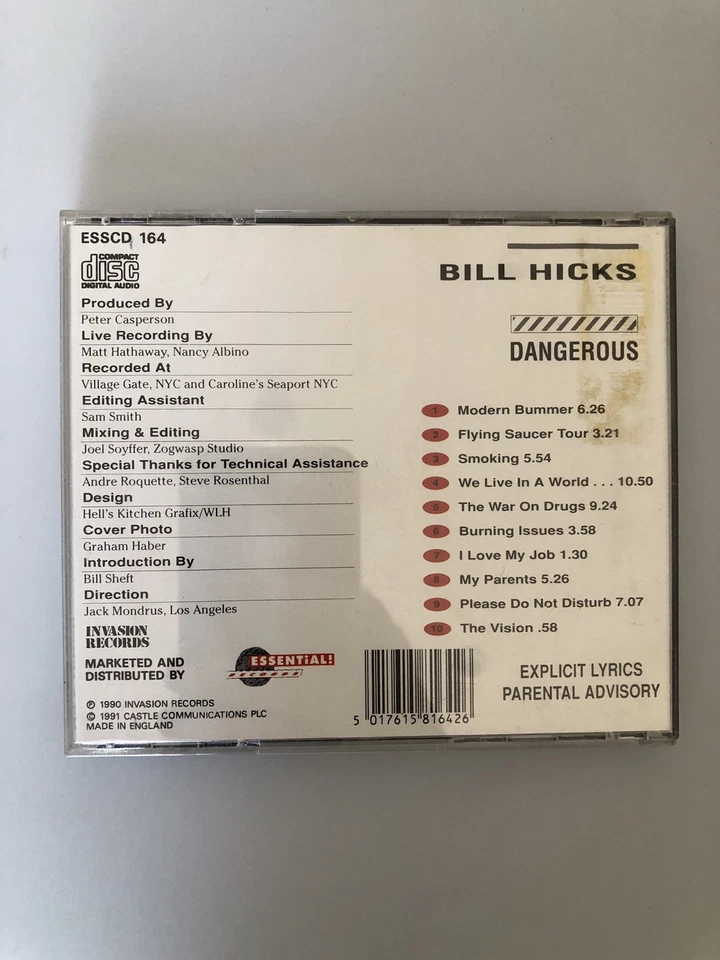 ESSCD 164
COMPACT
disc
DIGITAL AUDIO
Produced By
Peter Casperson
Live Recording By
Matt Hathaway, Nancy Albino
Recorded At
Village Gate, NYC and Caroline's Seaport NYC
Editing Assistant
Sam Smith
Mixing & Editing
Joel Soyffer, Zogwasp Studio
Special Thanks for Technical Assistance
Andre Roquette, Steve Rosenthal
Design
Hell's Kitchen Grafix/WLH
Cover Photo
Graham Haber
Introduction By
Bill Sheft
Direction
Jack Mondrus, Los Angeles
INVASION
RECORDS
MARKETED AND
DISTRIBUTED BY
ESSENTiAL!
RECORDS
℗ 1990 INVASION RECORDS
© 1991 CASTLE COMMUNICATIONS PLC
MADE IN ENGLAND
BILL HICKS
DANGEROUS
1 Modern Bummer 6.26
2 Flying Saucer Tour 3.21
3 Smoking 5.54
4 We Live In A World . . . 10.50
5 The War On Drugs 9.24
6 Burning Issues 3.58
7 I Love My Job 1.30
8 My Parents 5.26
9 Please Do Not Disturb 7.07
10 The Vision .58
5 017615 816426
EXPLICIT LYRICS
PARENTAL ADVISORY